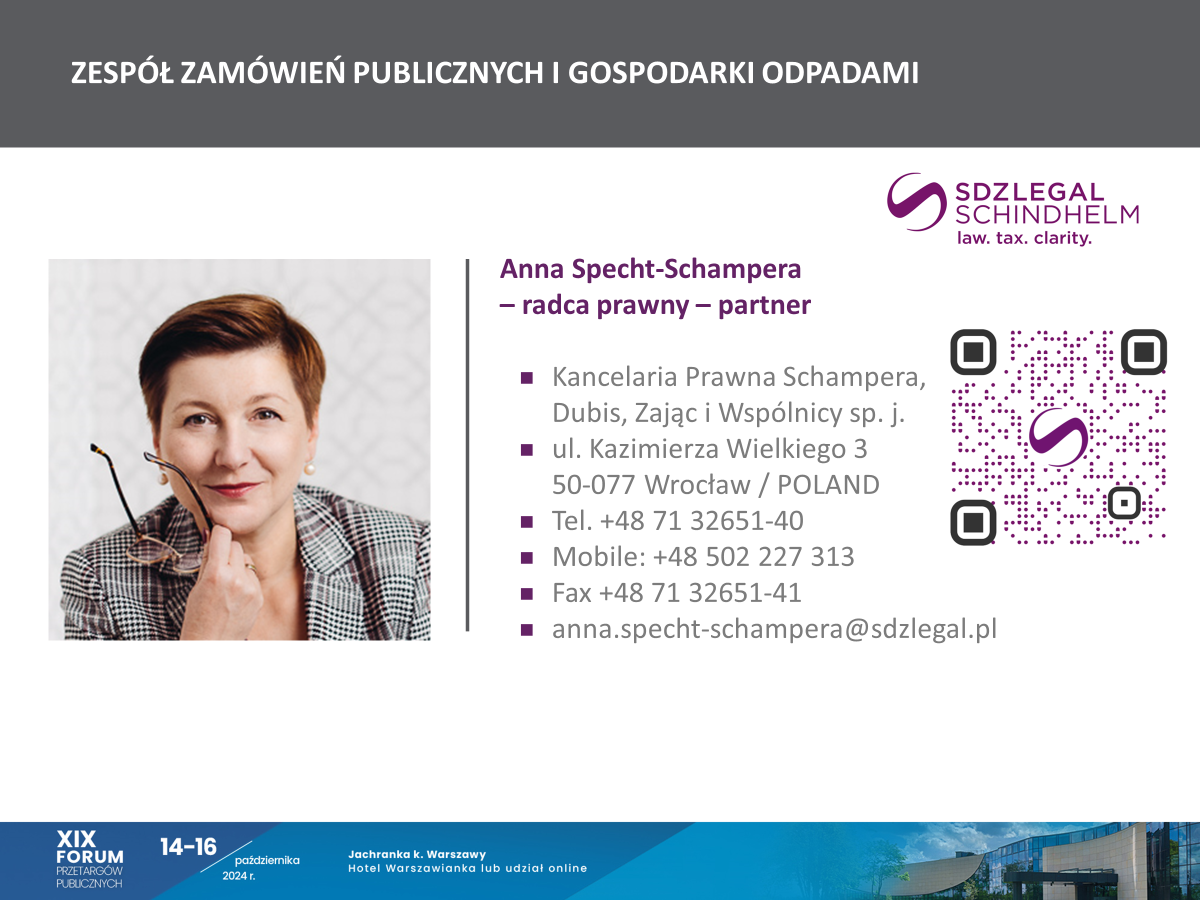 ZESPÓŁ ZAMÓWIEŃ PUBLICZNYCH I GOSPODARKI ODPADAMI
SDZLEGAL
SCHINDHELM
law. tax. clarity.
Anna Specht-Schampera
– radca prawny – partner
Kancelaria Prawna Schampera,
Dubis, Zając i Wspólnicy sp. j.
ul. Kazimierza Wielkiego 3
50-077 Wrocław / POLAND
Tel. +48 71 32651-40
Mobile: +48 502 227 313
Fax +48 71 32651-41
anna.specht-schampera@sdzlegal.pl
XIX
FORUM
PRZETARGÓW
PUBLICZNYCH
14-16
października
2024 r.
Jachranka k. Warszawy
Hotel Warszawianka lub udział online